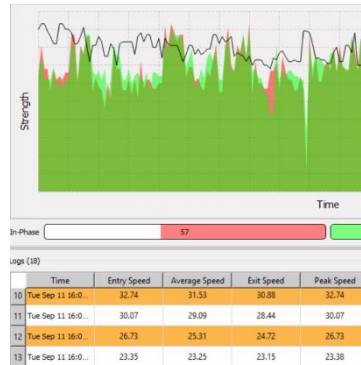 Strength
Time
In-Phase 57
Logs (18)
Time Entry Speed Average Speed Exit Speed Peak Speed
10 Tue Sep 11 16:0... 32.74 31.53 30.88 32.74
11 Tue Sep 11 16:0... 30.07 29.09 28.44 30.07
12 Tue Sep 11 16:0... 26.73 25.31 24.72 26.73
13 Tue Sep 11 16:0... 23.35 23.25 23.15 23.38